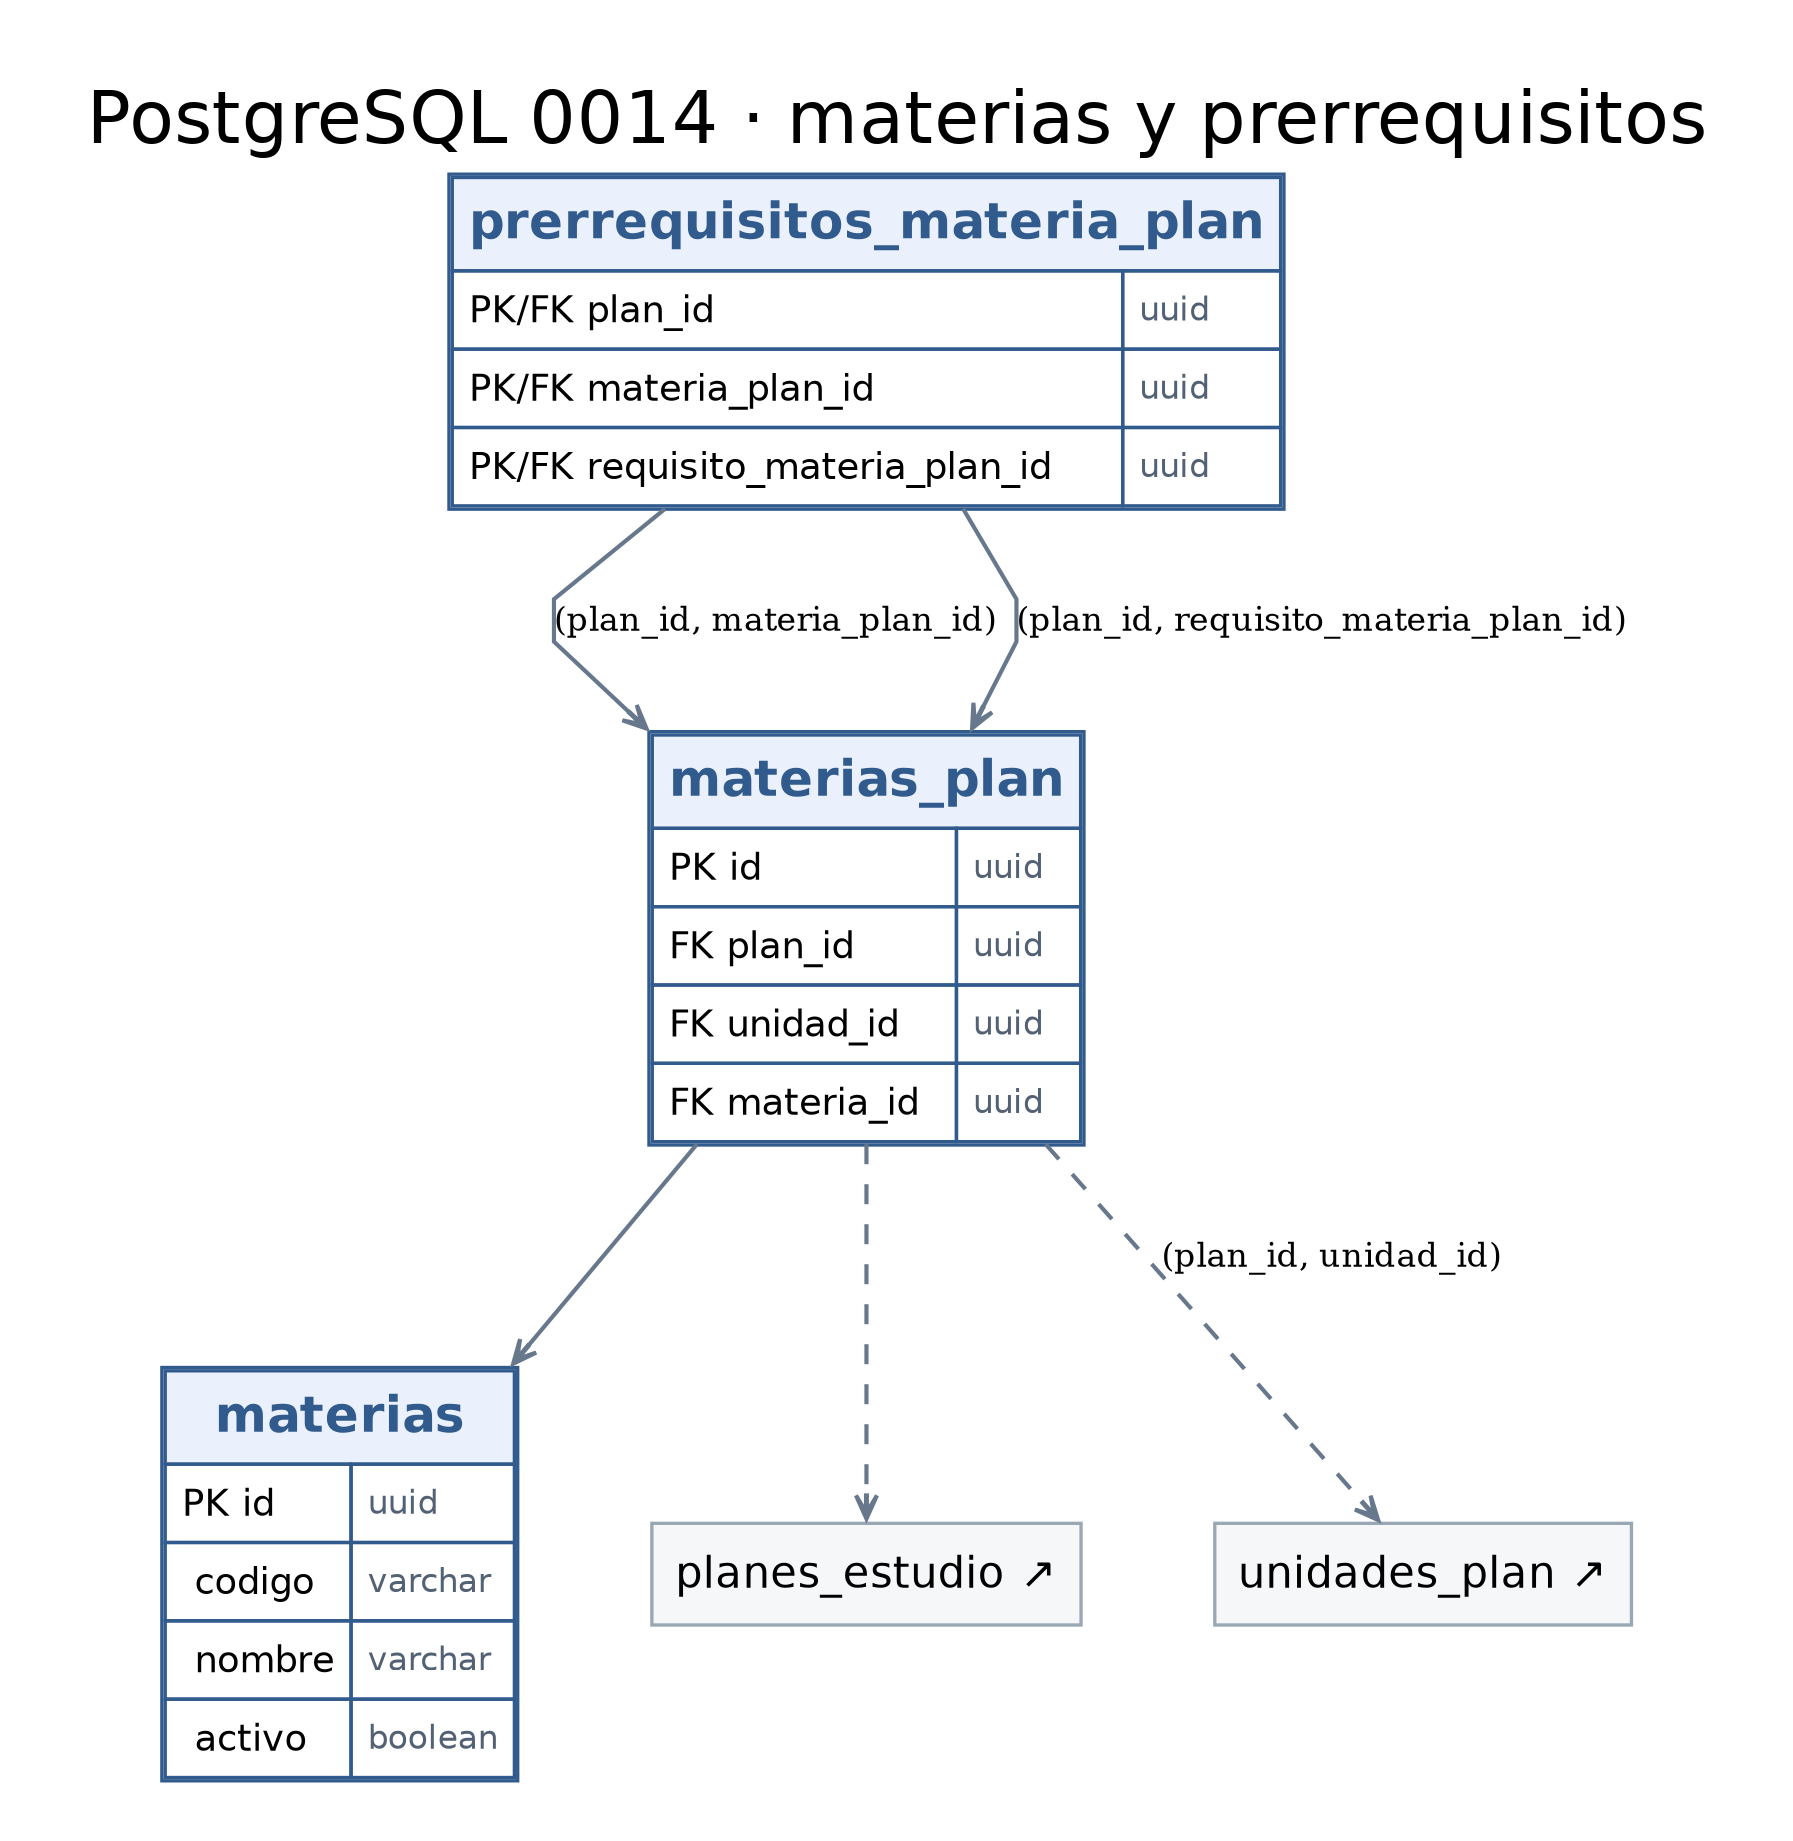 PostgreSQL 0014 · materias y prerrequisitos
prerrequisitos_materia_plan
PK/FK plan_id uuid
PK/FK materia_plan_id uuid
PK/FK requisito_materia_plan_id uuid
(plan_id, materia_plan_id) (plan_id, requisito_materia_plan_id)
materias_plan
PK id uuid
FK plan_id uuid
FK unidad_id uuid
FK materia_id uuid
(plan_id, unidad_id)
materias
PK id uuid
codigo varchar
nombre varchar
activo boolean
planes_estudio ↗
unidades_plan ↗